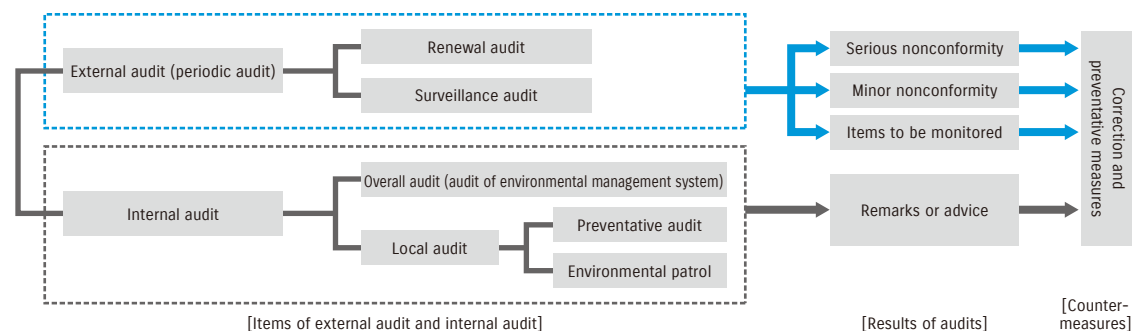 External audit (periodic audit)
Renewal audit
Surveillance audit
Internal audit
Overall audit (audit of environmental management system)
Local audit
Preventative audit
Environmental patrol
[Items of external audit and internal audit]
Serious nonconformity
Minor nonconformity
Items to be monitored
Remarks or advice
[Results of audits]
Correction and
preventative measures
[Counter-
measures]